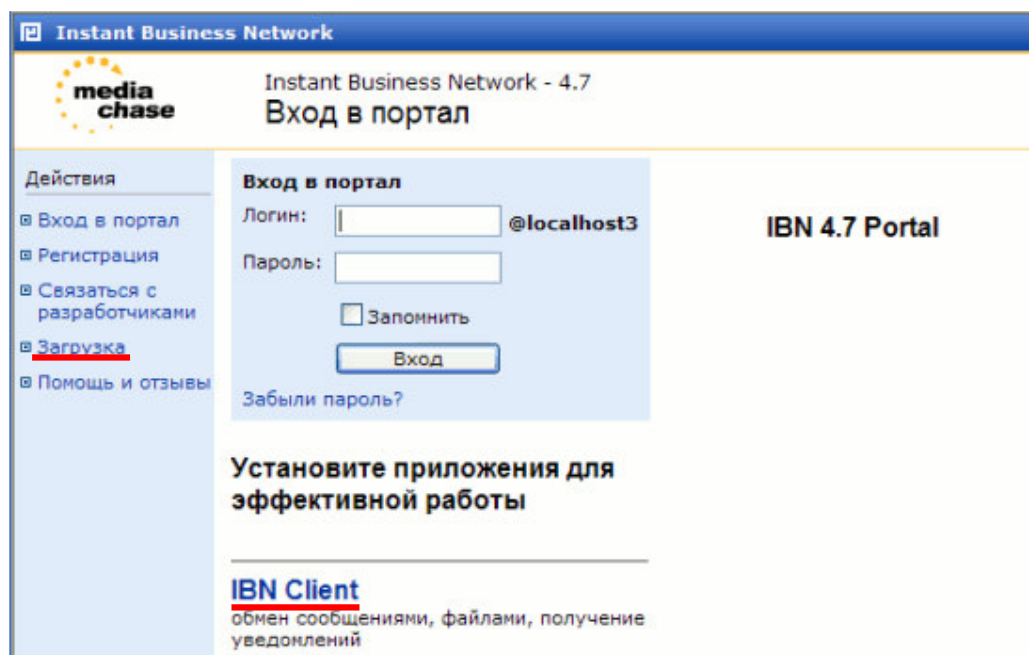 Instant Business Network
media
chase
Instant Business Network - 4.7
Вход в портал
Действия
Вход в портал
Регистрация
Связаться с
разработчиками
Загрузка
Помощь и отзывы
Вход в портал
Логин:
@localhost3
Пароль:
Запомнить
Вход
Забыли пароль?
IBN 4.7 Portal
Установите приложения для
эффективной работы
IBN Client
обмен сообщениями, файлами, получение
уведомлений